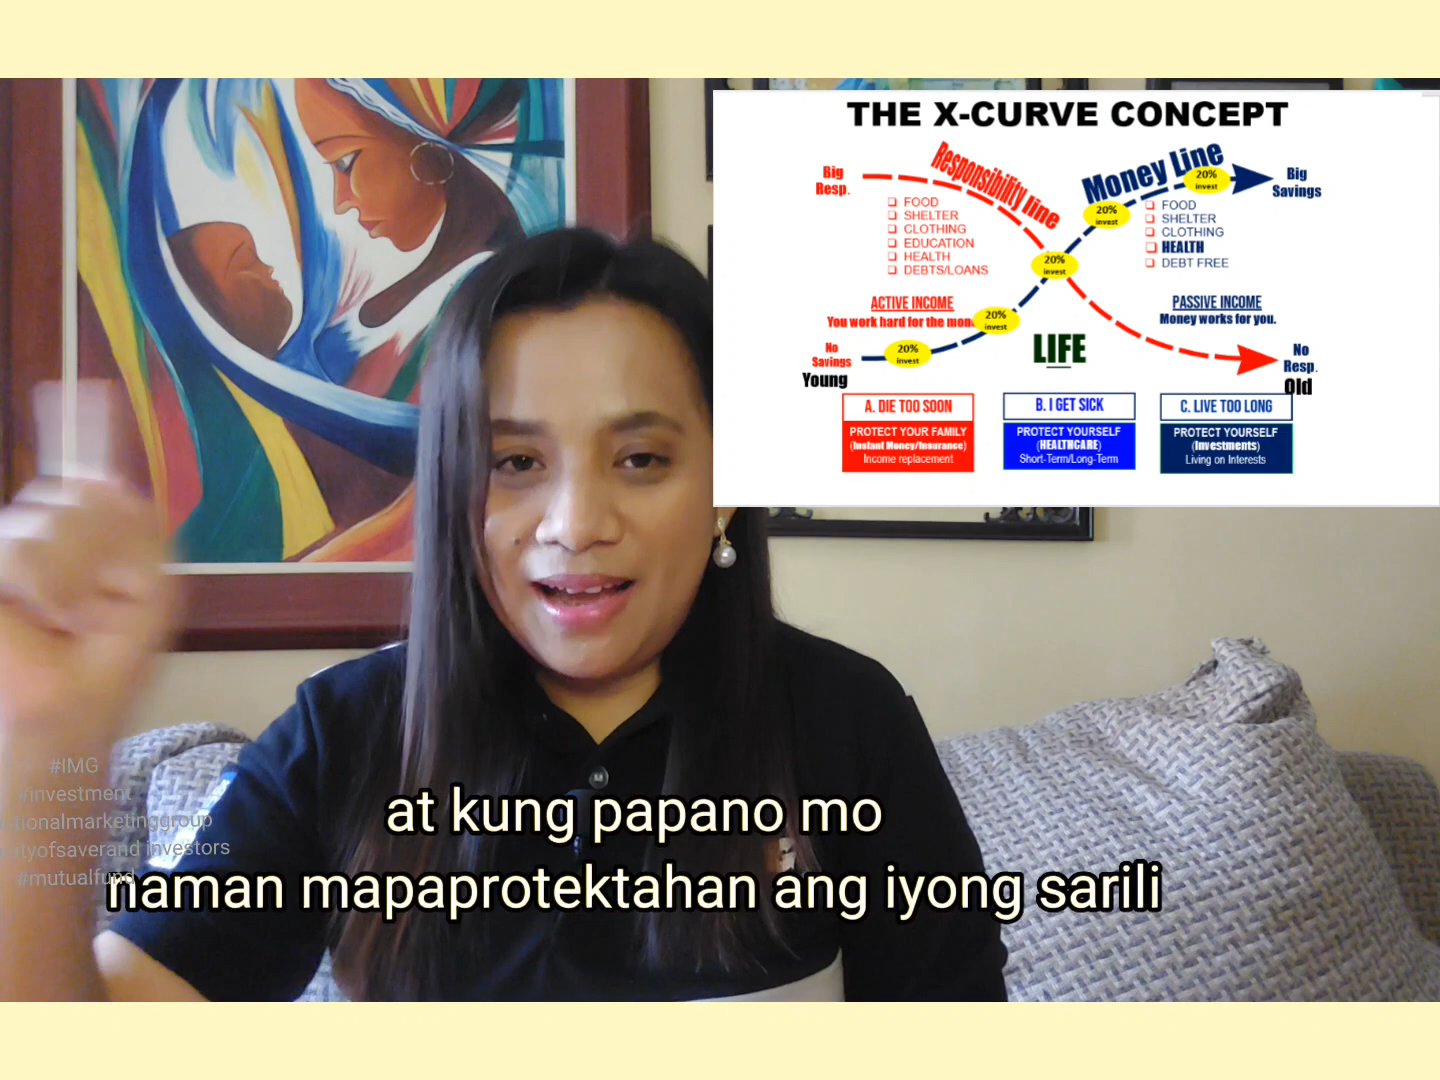 THE X-CURVE CONCEPT
Responsibility line
Money Line
Big
Resp.
20%
invest
Big
Savings
FOOD
SHELTER
CLOTHING
EDUCATION
HEALTH
DEBTS/LOANS
20%
invest
FOOD
SHELTER
CLOTHING
HEALTH
DEBT FREE
20%
invest
ACTIVE INCOME
You work hard for the mon
20%
invest
PASSIVE INCOME
Money works for you.
No
Savings
Young
20%
invest
LIFE
No
Resp.
Old
A. DIE TOO SOON
PROTECT YOUR FAMILY
(Instant Money/Insurance)
Income replacement
B. I GET SICK
PROTECT YOURSELF
(HEALTHCARE)
Short-Term/Long-Term
C. LIVE TOO LONG
PROTECT YOURSELF
(Investments)
Living on Interests
#IMG
#investment
ationalmarketinggroup
ityofsaverand investors
#mutualfund
at kung papano mo
naman mapaprotektahan ang iyong sarili